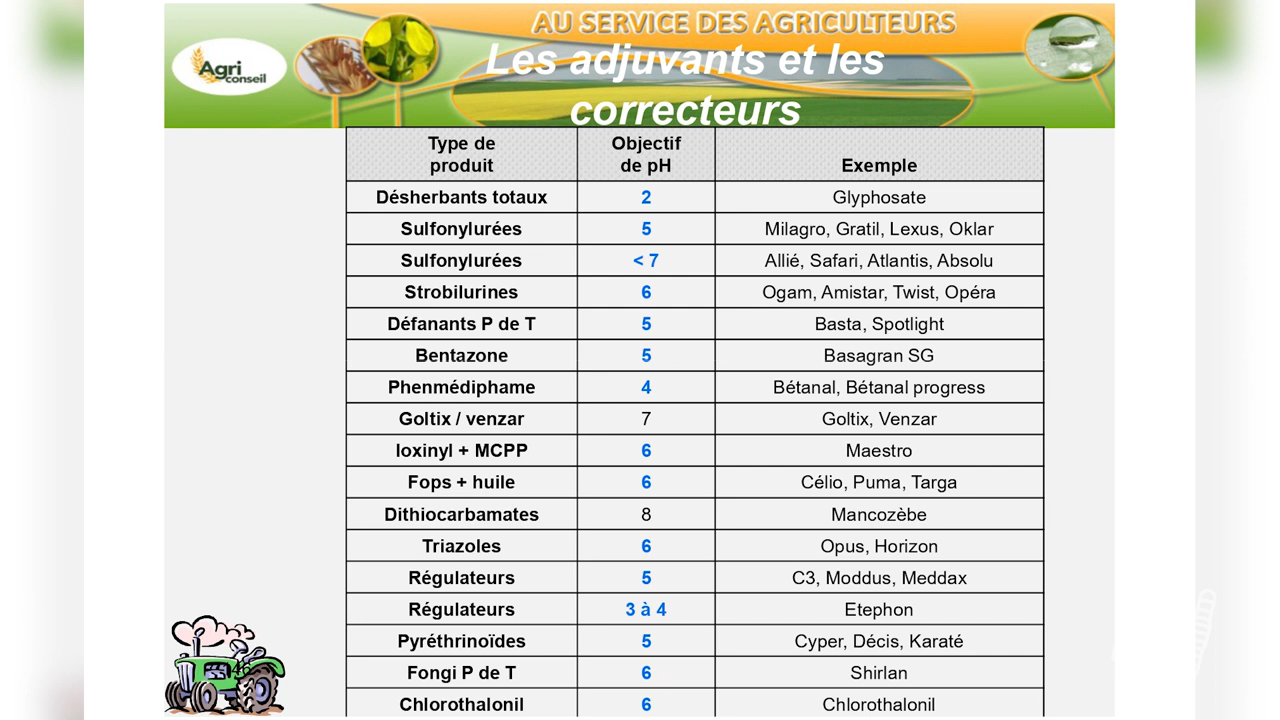 AU SERVICE DES AGRICULTEURS
Agri
conseil
Les adjuvants et les
correcteurs
Type de produit Objectif de pH Exemple
Désherbants totaux 2 Glyphosate
Sulfonylurées 5 Milagro, Gratil, Lexus, Oklar
Sulfonylurées < 7 Allié, Safari, Atlantis, Absolu
Strobilurines 6 Ogam, Amistar, Twist, Opéra
Défanants P de T 5 Basta, Spotlight
Bentazone 5 Basagran SG
Phenmédiphame 4 Bétanal, Bétanal progress
Goltix / venzar 7 Goltix, Venzar
Ioxinyl + MCPP 6 Maestro
Fops + huile 6 Célio, Puma, Targa
Dithiocarbamates 8 Mancozèbe
Triazoles 6 Opus, Horizon
Régulateurs 5 C3, Moddus, Meddax
Régulateurs 3 à 4 Etephon
Pyréthrinoïdes 5 Cyper, Décis, Karaté
Fongi P de T 6 Shirlan
Chlorothalonil 6 Chlorothalonil